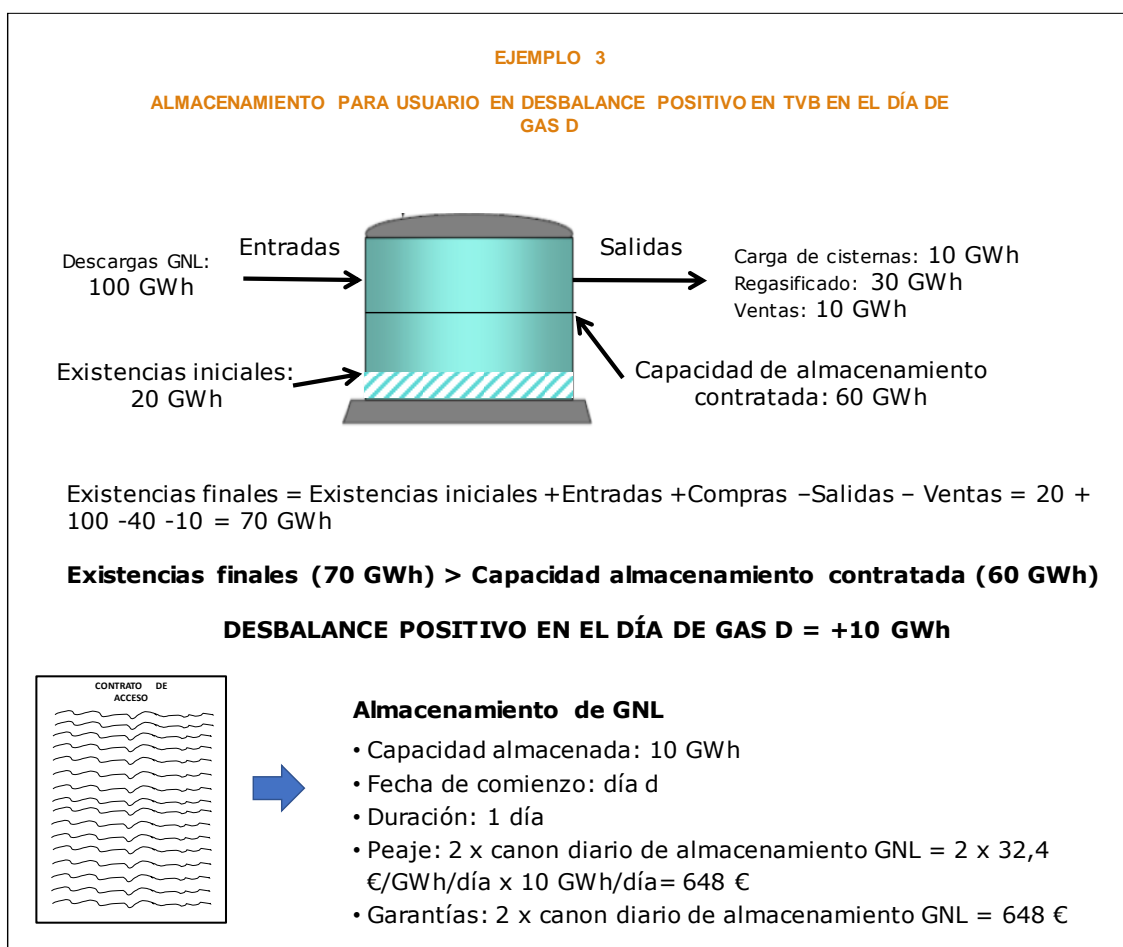 EJEMPLO 3
ALMACENAMIENTO PARA USUARIO EN DESBALANCE POSITIVO EN TVB EN EL DÍA DE
GAS D
Descargas GNL:
100 GWh
Entradas
Salidas
Carga de cisternas: 10 GWh
Regasificado: 30 GWh
Ventas: 10 GWh
Existencias iniciales:
20 GWh
Capacidad de almacenamiento
contratada: 60 GWh
Existencias finales = Existencias iniciales +Entradas +Compras –Salidas – Ventas = 20 +
100 -40 -10 = 70 GWh
Existencias finales (70 GWh) > Capacidad almacenamiento contratada (60 GWh)
DESBALANCE POSITIVO EN EL DÍA DE GAS D = +10 GWh
CONTRATO DE
ACCESO
Almacenamiento de GNL
• Capacidad almacenada: 10 GWh
• Fecha de comienzo: día d
• Duración: 1 día
• Peaje: 2 x canon diario de almacenamiento GNL = 2 x 32,4
€/GWh/día x 10 GWh/día= 648 €
• Garantías: 2 x canon diario de almacenamiento GNL = 648 €